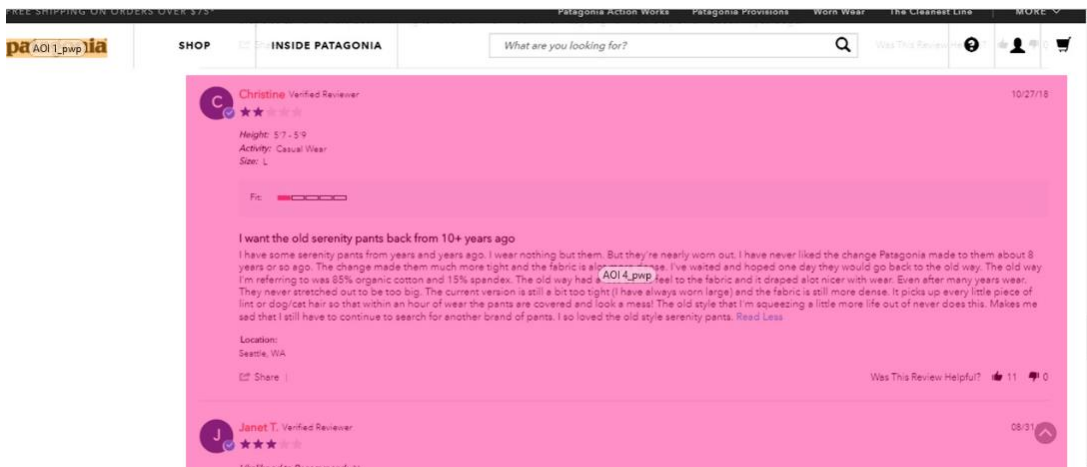 FREE SHIPPING ON ORDERS OVER $75* Patagonia Action Works Patagonia Provisions Worn Wear The Cleanest Line MORE
patagonia AOI 1_pwp SHOP INSIDE PATAGONIA What are you looking for? Was This Review
C Christine Verified Reviewer 10/27/18
Height: 5'7 - 5'9
Activity: Casual Wear
Size: L
Fit:
I want the old serenity pants back from 10+ years ago
I have some serenity pants from years and years ago. I wear nothing but them. But they're nearly worn out. I have never liked the change Patagonia made to them about 8
years or so ago. The change made them much more tight and the fabric is alot more dense. I've waited and hoped one day they would go back to the old way. The old way
I'm referring to was 85% organic cotton and 15% spandex. The old way had a AOI 4_pwp feel to the fabric and it draped alot nicer with wear. Even after many years wear.
They never stretched out to be too big. The current version is still a bit too tight (I have always worn large) and the fabric is still more dense. It picks up every little piece of
lint or dog/cat hair so that within an hour of wear the pants are covered and look a mess! The old style that I'm squeezing a little more life out of never does this. Makes me
sad that I still have to continue to search for another brand of pants. I so loved the old style serenity pants. Read Less
Location:
Seattle, WA
Share | Was This Review Helpful? 11 0
J Janet T. Verified Reviewer 08/31